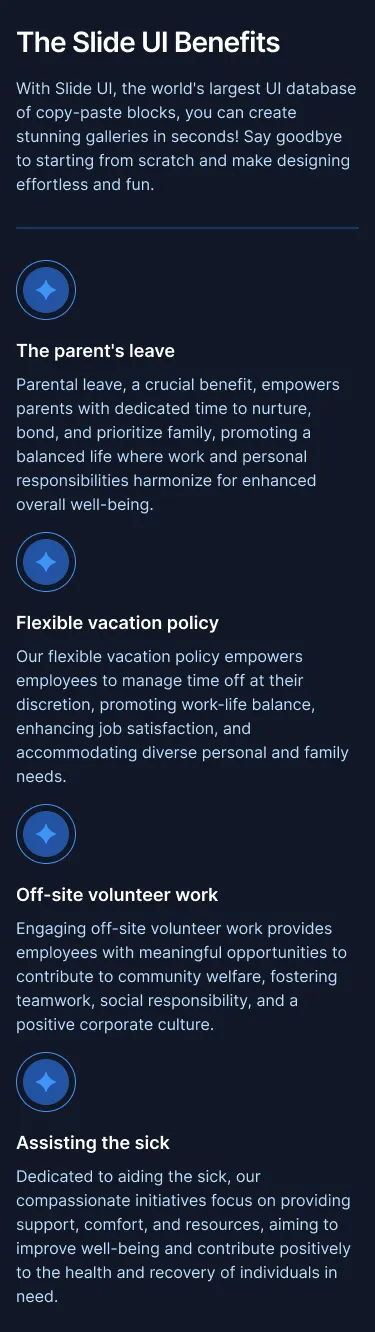 The Slide UI Benefits
With Slide UI, the world's largest UI database
of copy-paste blocks, you can create
stunning galleries in seconds! Say goodbye
to starting from scratch and make designing
effortless and fun.
The parent's leave
Parental leave, a crucial benefit, empowers
parents with dedicated time to nurture,
bond, and prioritize family, promoting a
balanced life where work and personal
responsibilities harmonize for enhanced
overall well-being.
Flexible vacation policy
Our flexible vacation policy empowers
employees to manage time off at their
discretion, promoting work-life balance,
enhancing job satisfaction, and
accommodating diverse personal and family
needs.
Off-site volunteer work
Engaging off-site volunteer work provides
employees with meaningful opportunities to
contribute to community welfare, fostering
teamwork, social responsibility, and a
positive corporate culture.
Assisting the sick
Dedicated to aiding the sick, our
compassionate initiatives focus on providing
support, comfort, and resources, aiming to
improve well-being and contribute positively
to the health and recovery of individuals in
need.